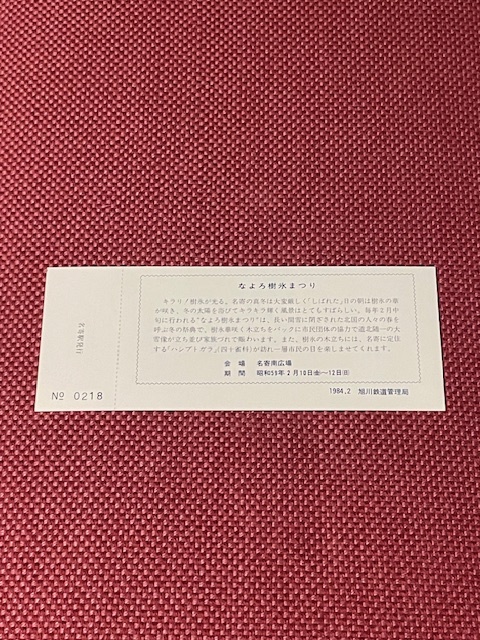 なよろ樹氷まつり
キラリ!樹氷が光る。名寄の真冬は大変厳しく"しばれた"日の朝は樹氷の華
が咲き、冬の太陽を浴びてキラキラ輝く風景はとてもすばらしい。毎年2月中
旬に行われる"なよろ樹氷まつり"は、長い間雪に閉ざされた北国の人々の春を
呼ぶ冬の祭典で、樹氷華咲く木立ちをバックに市民団体の協力で道北随一の大
雪像が立ち並び家族づれで賑わいます。また、樹氷の木立ちには、名寄に定住
する"ハシブトガラ"(四十雀科)が訪れ一層市民の目を楽しませてくれます。
会場 名寄南広場
期間 昭和59年2月10日㈮~12日㈰
1984.2 旭川鉄道管理局
名寄駅発行
№ 0218